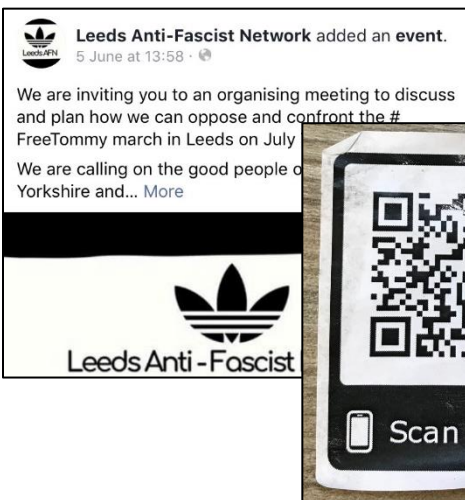 Leeds Anti-Fascist Network added an event.
5 June at 13:58 ·
Leeds AFN
We are inviting you to an organising meeting to discuss
and plan how we can oppose and confront the #
FreeTommy march in Leeds on July
We are calling on the good people o
Yorkshire and... More
Leeds Anti-Fascist
Scan